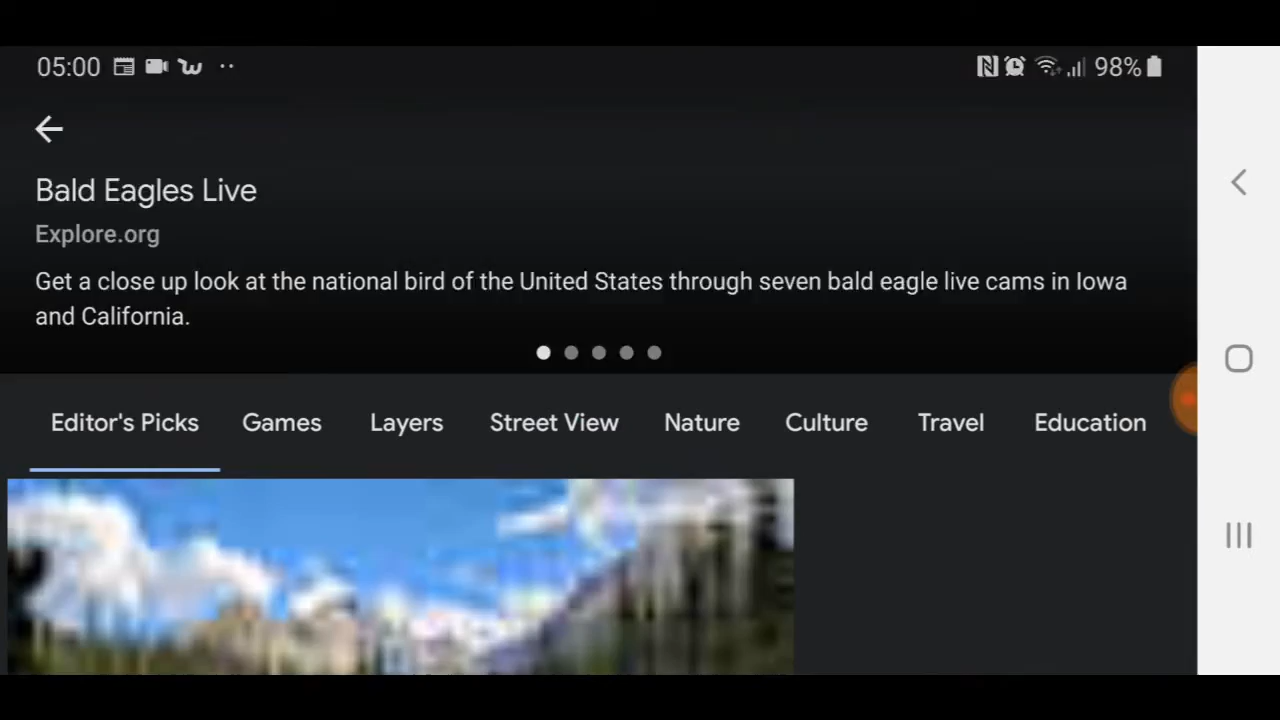 05:00
98%
Bald Eagles Live
Explore.org
Get a close up look at the national bird of the United States through seven bald eagle live cams in Iowa
and California.
Editor's Picks Games Layers Street View Nature Culture Travel Education